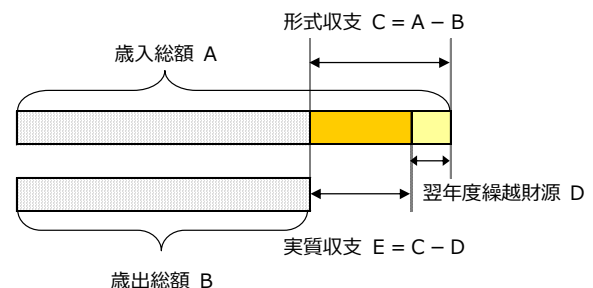 形式収支 C = A − B
歳入総額 A
翌年度繰越財源 D
実質収支 E = C − D
歳出総額 B